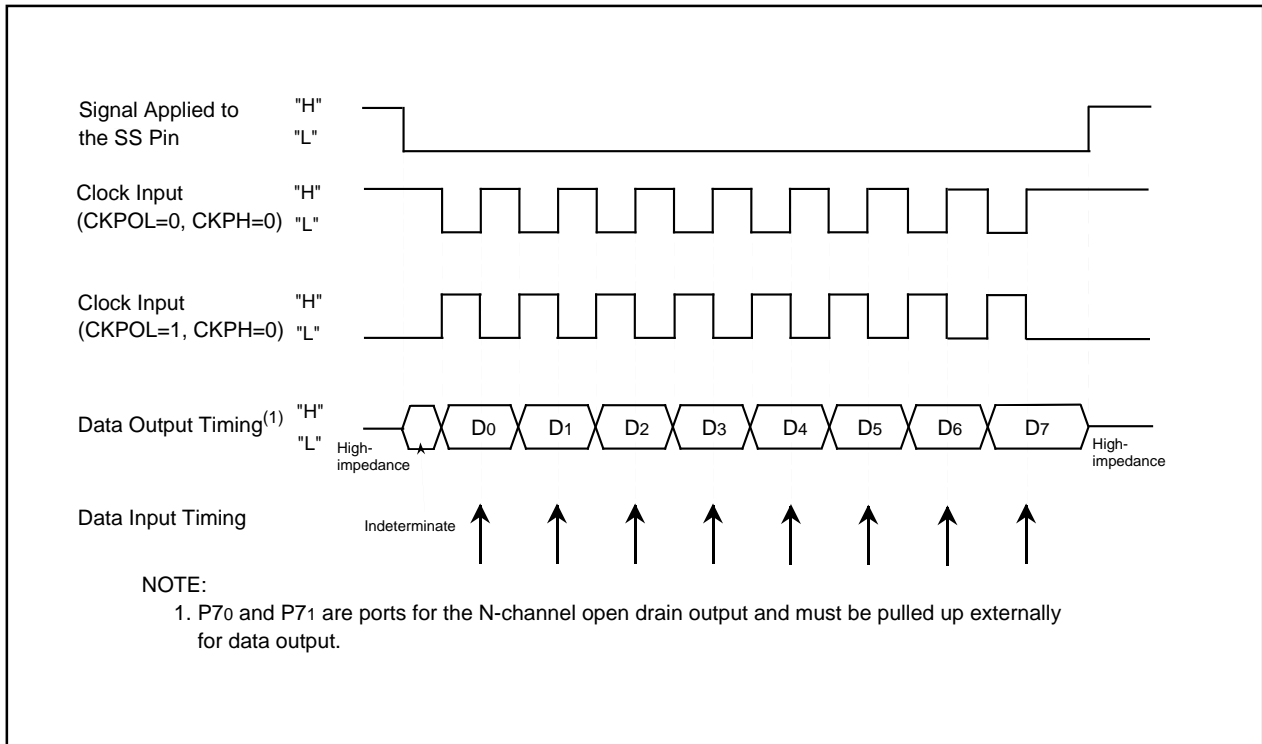 Signal Applied to
the SS Pin
"H"
"L"
Clock Input
(CKPOL=0, CKPH=0)
"H"
"L"
Clock Input
(CKPOL=1, CKPH=0)
"H"
"L"
Data Output Timing(1)
"H"
"L"
High-
impedance
D0 D1 D2 D3 D4 D5 D6 D7
High-
impedance
Data Input Timing
Indeterminate
NOTE:
1. P70 and P71 are ports for the N-channel open drain output and must be pulled up externally
for data output.